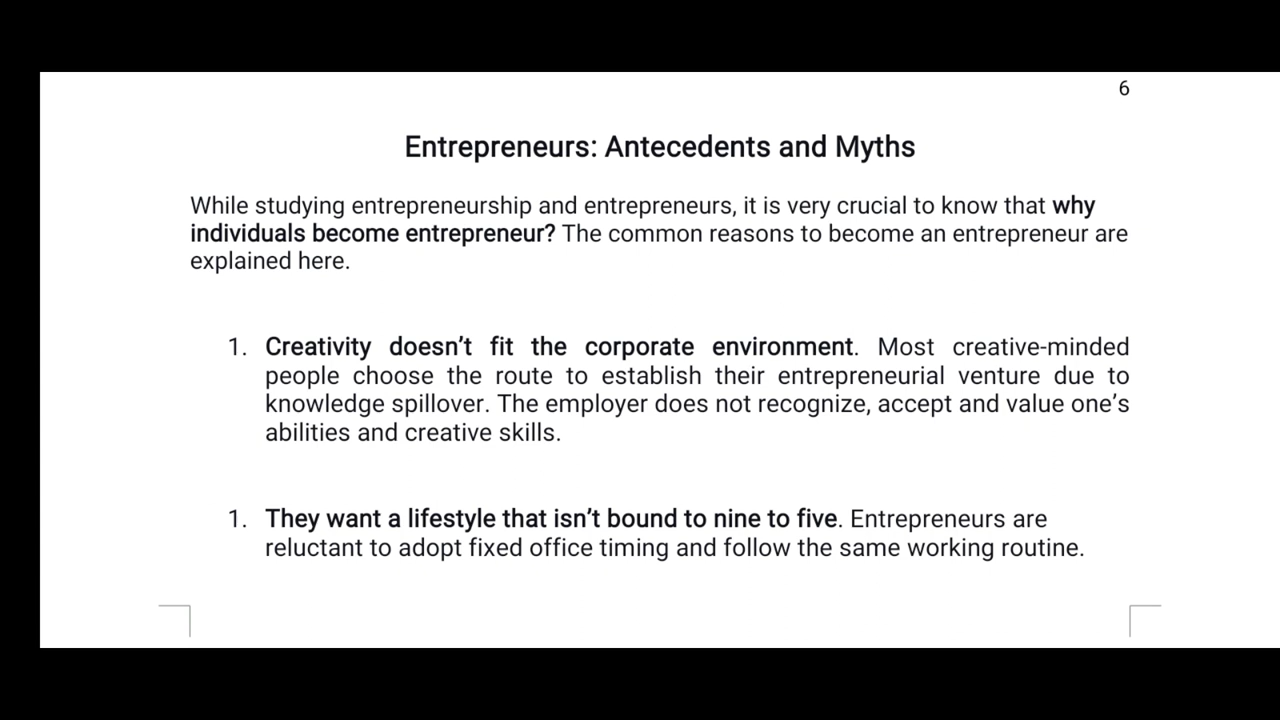 6
Entrepreneurs: Antecedents and Myths
While studying entrepreneurship and entrepreneurs, it is very crucial to know that why
individuals become entrepreneur? The common reasons to become an entrepreneur are
explained here.
1. Creativity doesn’t fit the corporate environment. Most creative-minded
people choose the route to establish their entrepreneurial venture due to
knowledge spillover. The employer does not recognize, accept and value one’s
abilities and creative skills.
1. They want a lifestyle that isn’t bound to nine to five. Entrepreneurs are
reluctant to adopt fixed office timing and follow the same working routine.